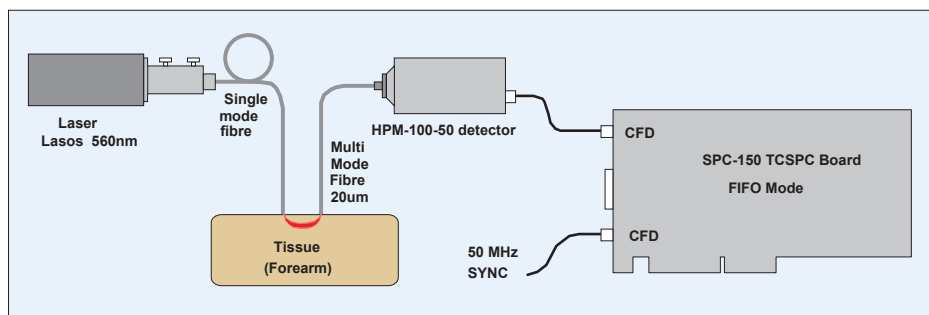 Laser
Lasos 560nm
Single
mode
fibre
HPM-100-50 detector
Multi
Mode
Fibre
20um
Tissue
(Forearm)
CFD
SPC-150 TCSPC Board
FIFO Mode
CFD
50 MHz
SYNC